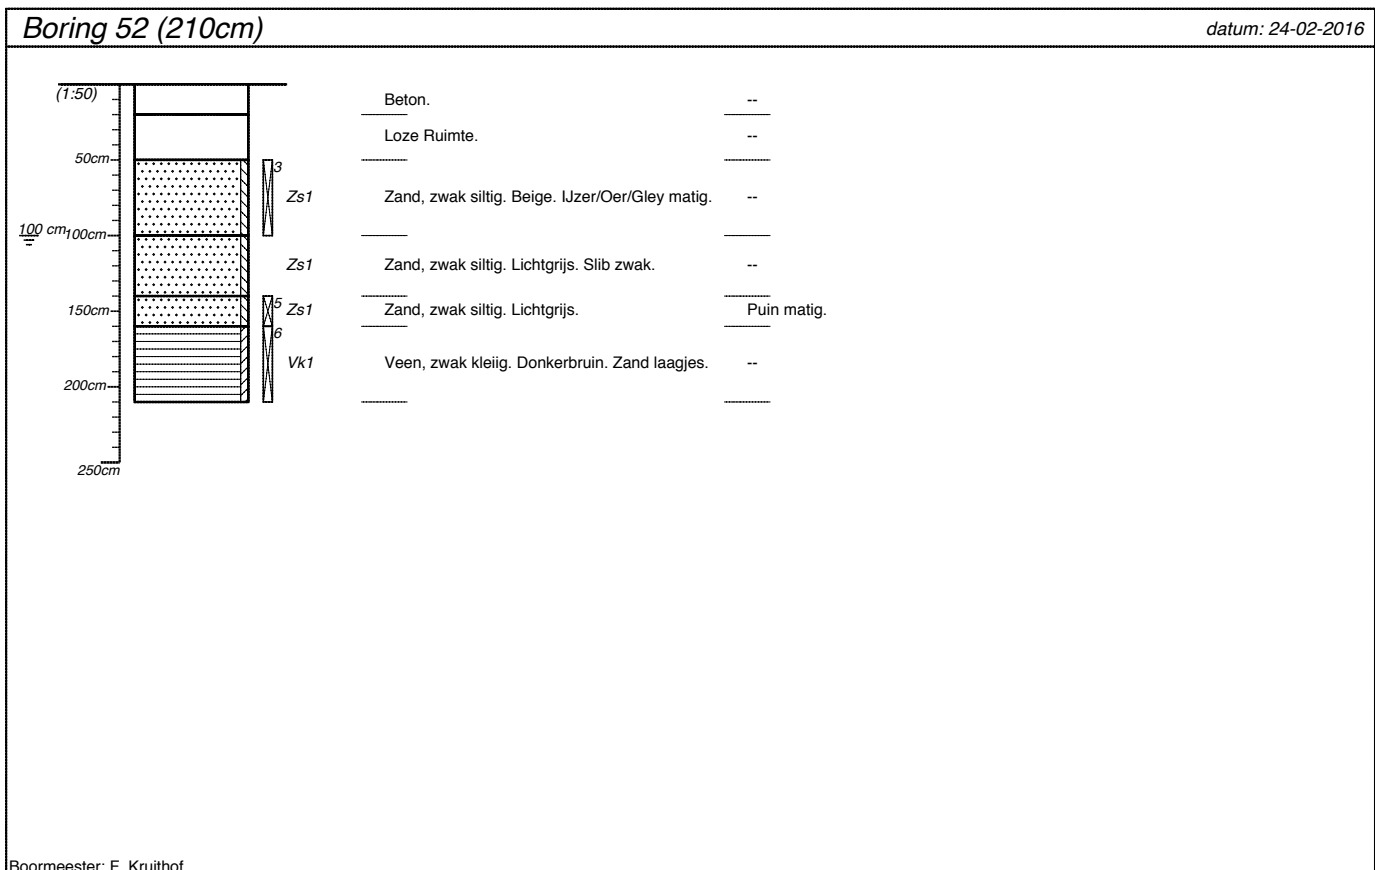 Boring 52 (210cm) datum: 24-02-2016
(1:50) Beton. --
Loze Ruimte. --
50cm
3
Zs1 Zand, zwak siltig. Beige. IJzer/Oer/Gley matig. --
100 cm 100cm
Zs1 Zand, zwak siltig. Lichtgrijs. Slib zwak. --
150cm 5 Zs1 Zand, zwak siltig. Lichtgrijs. Puin matig.
6
Vk1 Veen, zwak kleiig. Donkerbruin. Zand laagjes. --
200cm
250cm
Boormeester: F. Kruithof